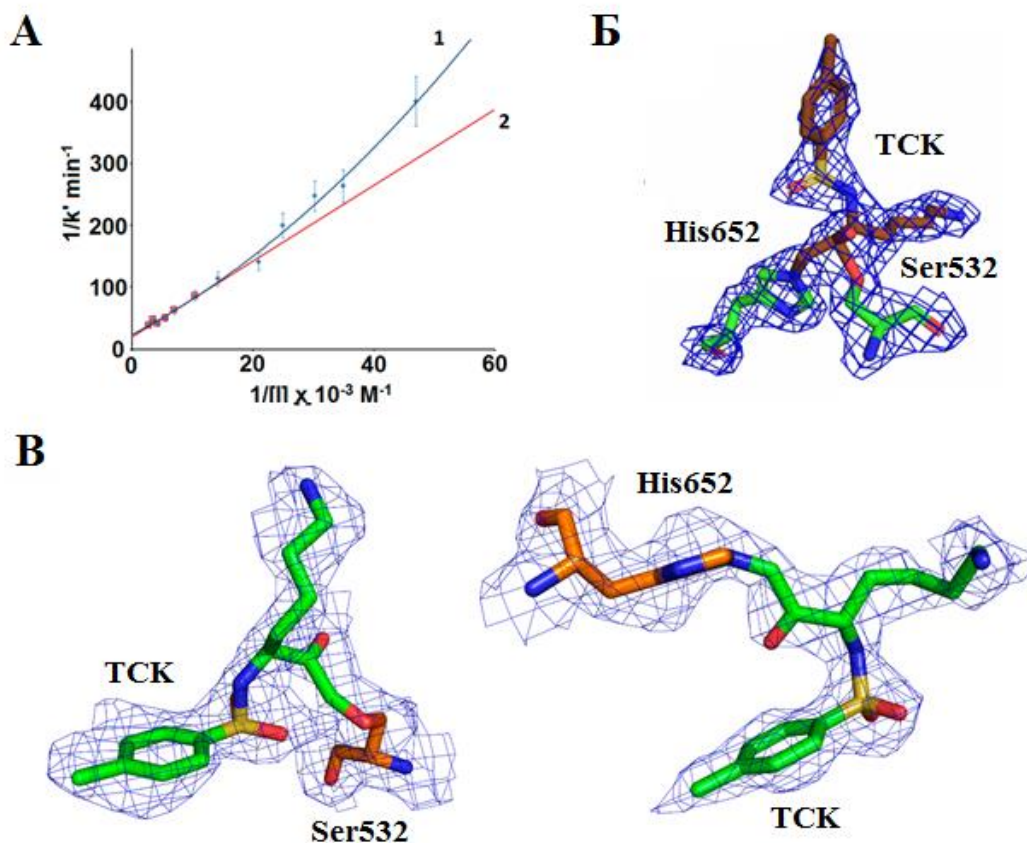 А
1/k' min⁻¹
400
300
200
100
0
0
20
40
60
1/[I] x 10⁻³ M⁻¹
1
2
Б
TCK
His652
Ser532
В
TCK
Ser532
His652
TCK